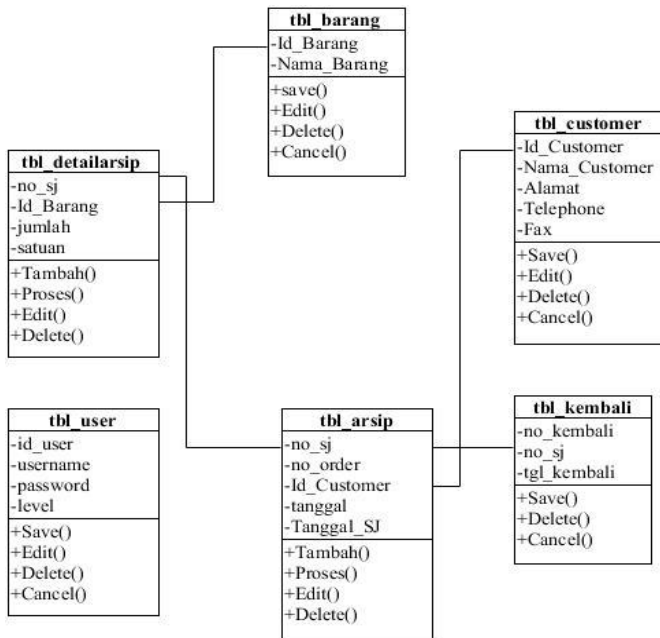 tbl_barang
-Id_Barang
-Nama_Barang
+save()
+Edit()
+Delete()
+Cancel()
tbl_customer
-Id_Customer
-Nama_Customer
-Alamat
-Telephone
-Fax
+Save()
+Edit()
+Delete()
+Cancel()
tbl_detailarsip
-no_sj
-Id_Barang
-jumlah
-satuan
+Tambah()
+Proses()
+Edit()
+Delete()
tbl_user
-id_user
-username
-password
-level
+Save()
+Edit()
+Delete()
+Cancel()
tbl_arsip
-no_sj
-no_order
-Id_Customer
-tanggal
-Tanggal_SJ
+Tambah()
+Proses()
+Edit()
+Delete()
tbl_kembali
-no_kembali
-no_sj
-tgl_kembali
+Save()
+Delete()
+Cancel()